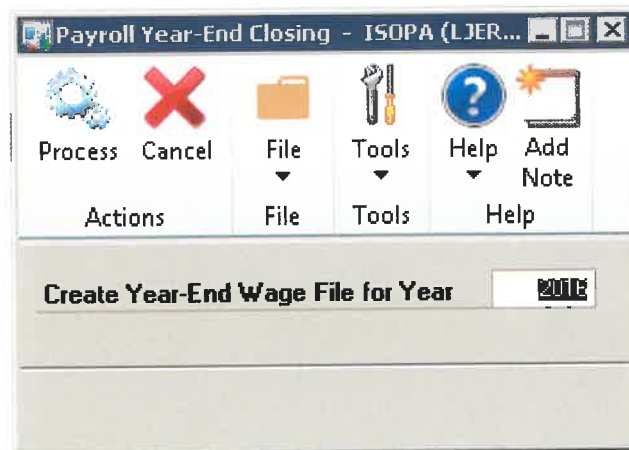 Payroll Year-End Closing - ISOPA (LJER...
Process Cancel File Tools Help Add Note
Actions File Tools Help
Create Year-End Wage File for Year